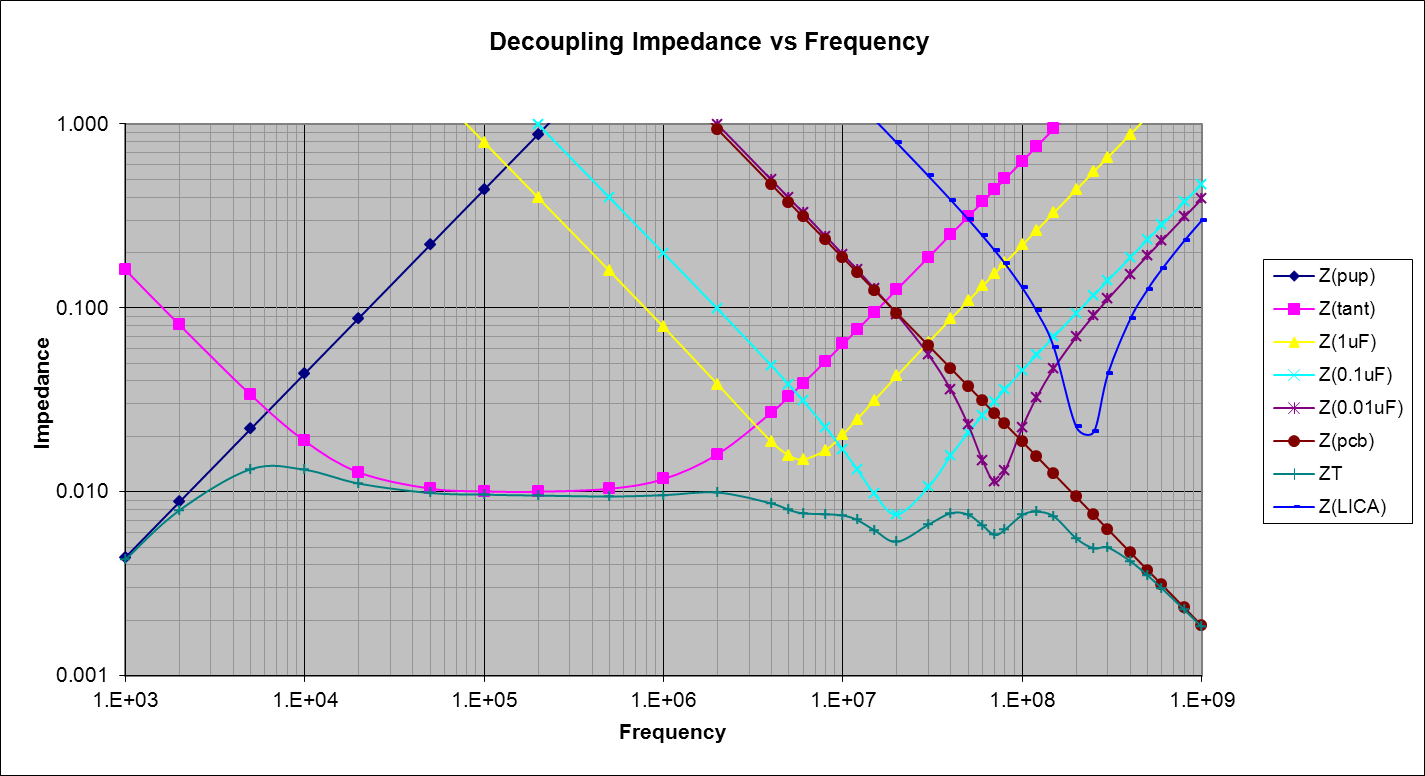 Decoupling Impedance vs Frequency
1.000
0.100
0.010
0.001
Impedance
1.E+03 1.E+04 1.E+05 1.E+06 1.E+07 1.E+08 1.E+09
Frequency
Z(pup)
Z(tant)
Z(1uF)
Z(0.1uF)
Z(0.01uF)
Z(pcb)
ZT
Z(LICA)